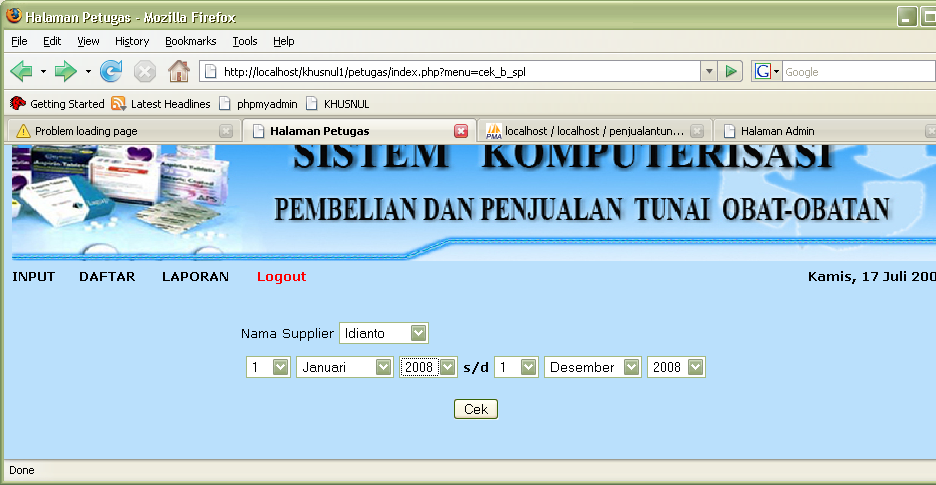 Halaman Petugas - Mozilla Firefox
File Edit View History Bookmarks Tools Help
http://localhost/khusnul1/petugas/index.php?menu=cek_b_spl G Google
Getting Started Latest Headlines phpmyadmin KHUSNUL
Problem loading page Halaman Petugas PMA localhost / localhost / penjualantun... Halaman Admin
SISTEM KOMPUTERISASI
PEMBELIAN DAN PENJUALAN TUNAI OBAT-OBATAN
INPUT DAFTAR LAPORAN Logout Kamis, 17 Juli 200
Nama Supplier Idianto
1 Januari 2008 s/d 1 Desember 2008
Cek
Done